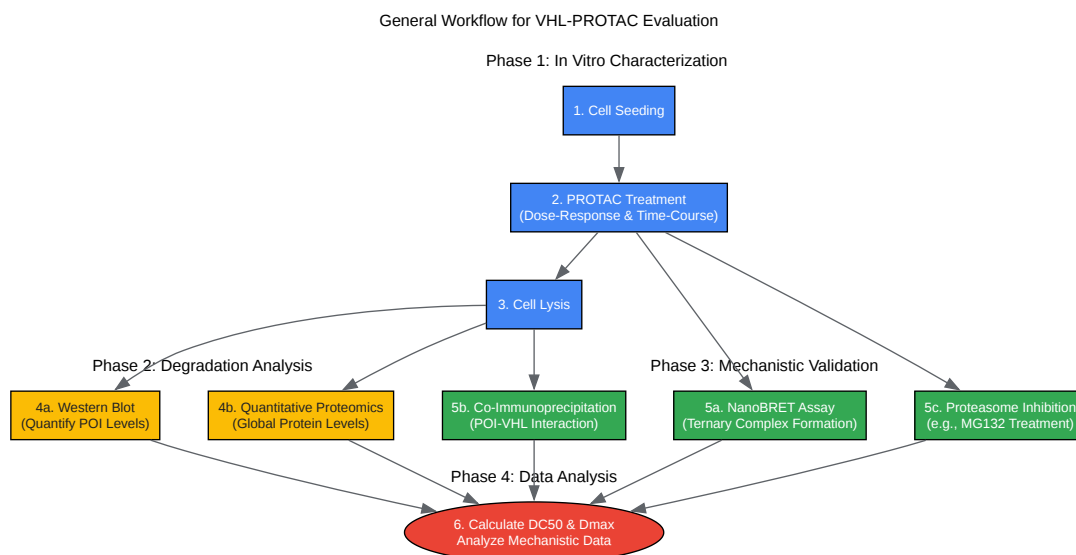 General Workflow for VHL-PROTAC Evaluation
Phase 1: In Vitro Characterization
1. Cell Seeding
2. PROTAC Treatment
(Dose-Response & Time-Course)
3. Cell Lysis
Phase 2: Degradation Analysis
Phase 3: Mechanistic Validation
4a. Western Blot
(Quantify POI Levels)
4b. Quantitative Proteomics
(Global Protein Levels)
5b. Co-Immunoprecipitation
(POI-VHL Interaction)
5a. NanoBRET Assay
(Ternary Complex Formation)
5c. Proteasome Inhibition
(e.g., MG132 Treatment)
Phase 4: Data Analysis
6. Calculate DC50 & Dmax
Analyze Mechanistic Data